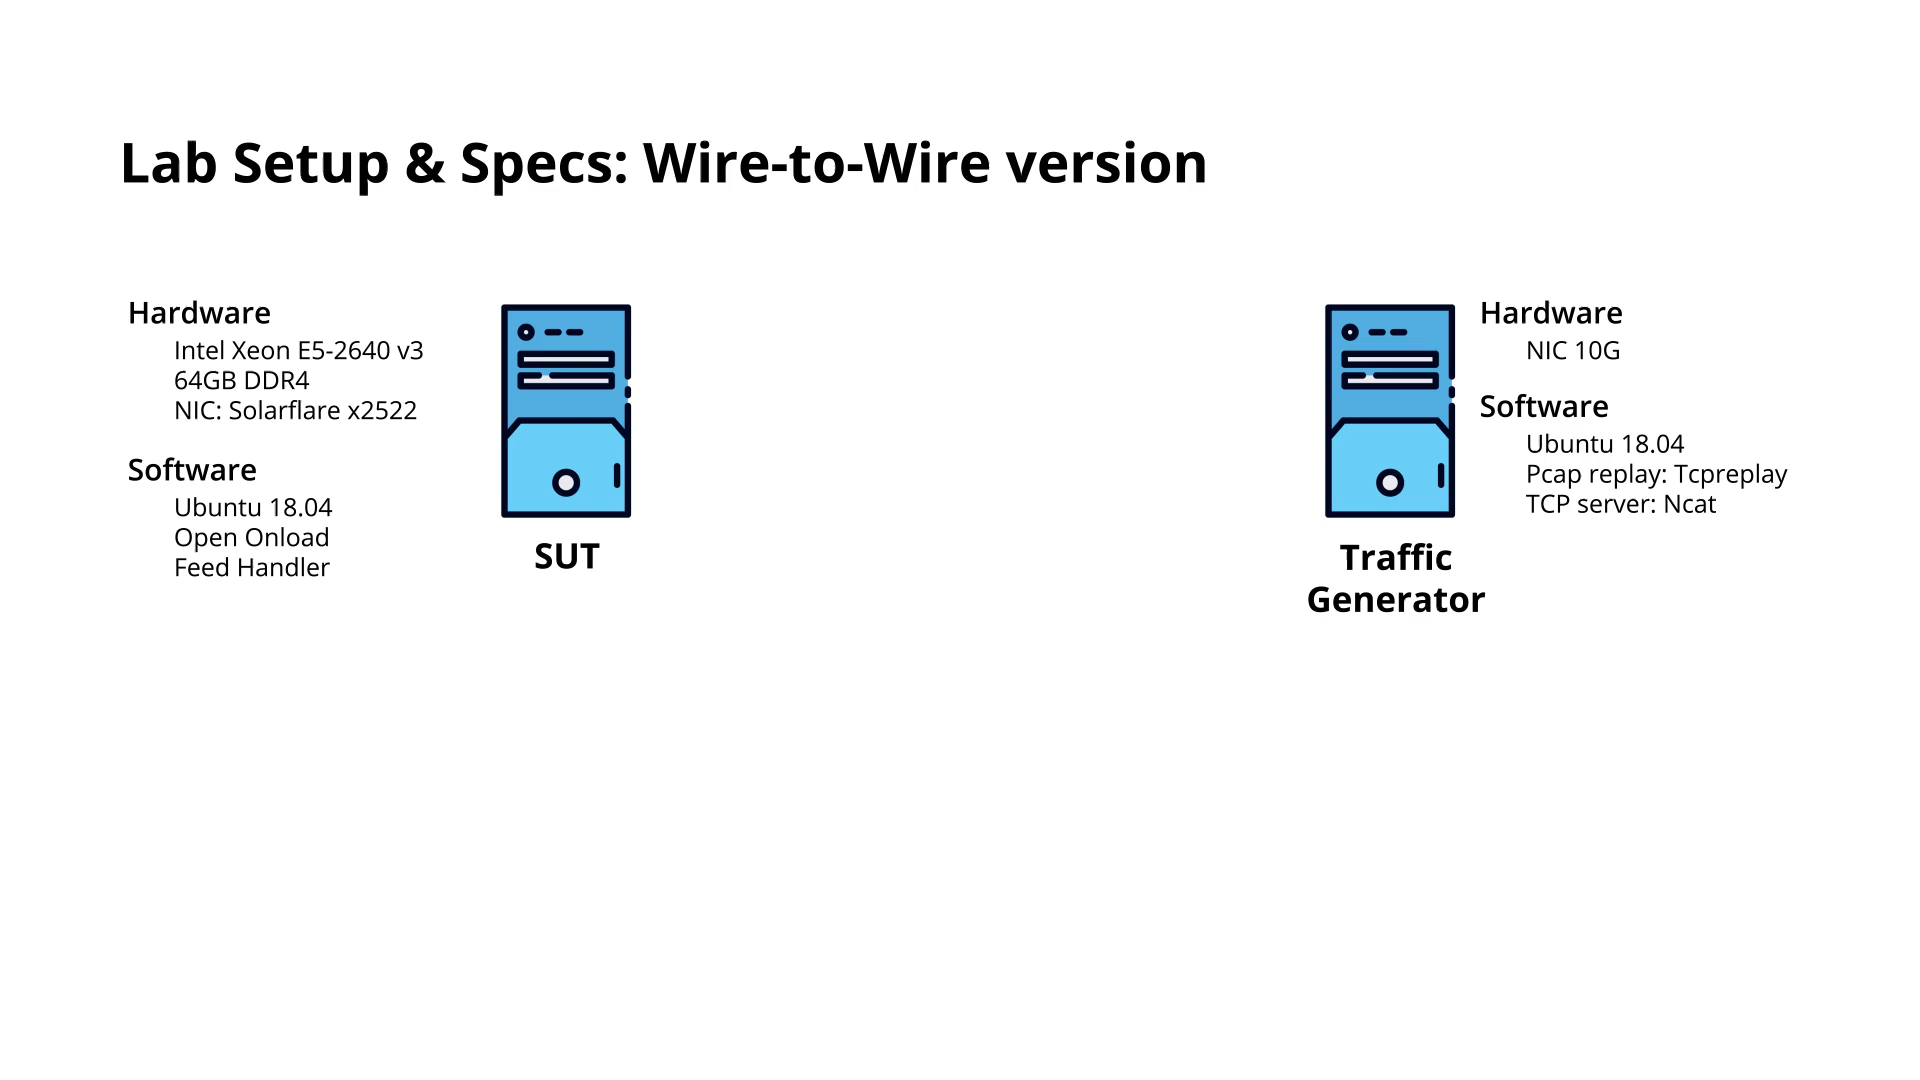 Lab Setup & Specs: Wire-to-Wire version
Hardware
Intel Xeon E5-2640 v3
64GB DDR4
NIC: Solarflare x2522
Software
Ubuntu 18.04
Open Onload
Feed Handler
SUT
Hardware
NIC 10G
Software
Ubuntu 18.04
Pcap replay: Tcpreplay
TCP server: Ncat
Traffic
Generator